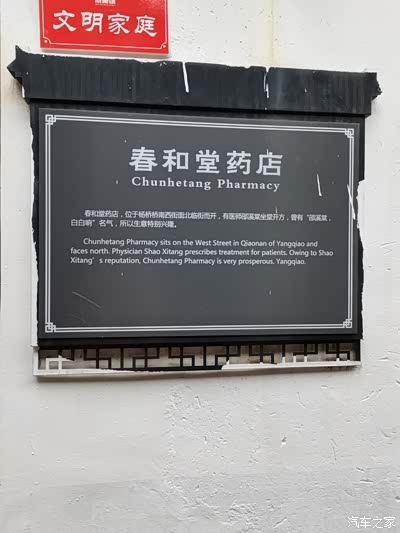 文明家庭
春和堂药店
Chunhetang Pharmacy
春和堂药店，位于杨桥桥南西街面北临街而开，有医师邵溪棠坐堂开方，曾有“邵溪棠，
白白响”名气，所以生意特别兴隆。
Chunhetang Pharmacy sits on the West Street in Qiaonan of Yangqiao and
faces north. Physician Shao Xitang prescribes treatment for patients. Owing to Shao
Xitang's reputation, Chunhetang Pharmacy is very prosperous. Yangqiao.
汽车之家